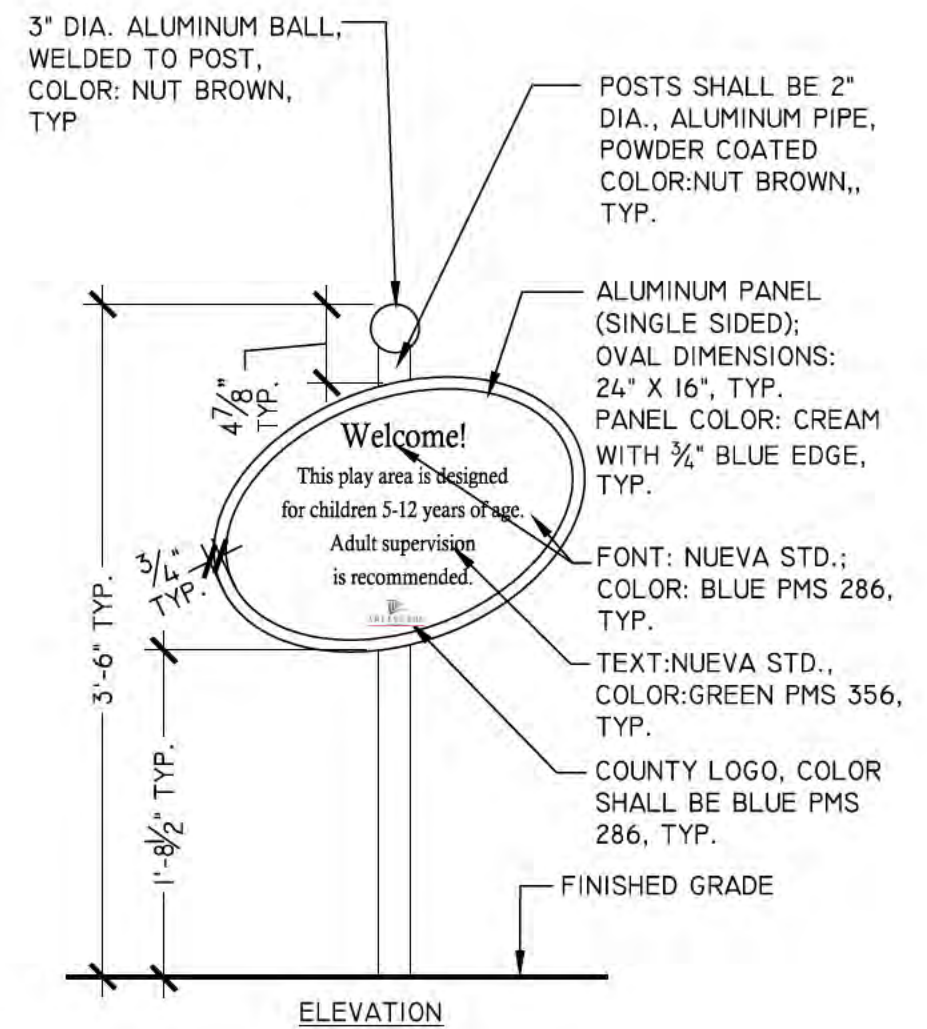 3" DIA. ALUMINUM BALL,
WELDED TO POST,
COLOR: NUT BROWN,
TYP
POSTS SHALL BE 2"
DIA., ALUMINUM PIPE,
POWDER COATED
COLOR:NUT BROWN,,
TYP.
ALUMINUM PANEL
(SINGLE SIDED);
OVAL DIMENSIONS:
24" X 16", TYP.
PANEL COLOR: CREAM
WITH 3/4" BLUE EDGE,
TYP.
4 7/8"
TYP.
Welcome!
This play area is designed
for children 5-12 years of age.
Adult supervision
is recommended.
3/4"
TYP.
3'-6" TYP.
1'-8 1/2" TYP.
FONT: NUEVA STD.;
COLOR: BLUE PMS 286,
TYP.
TEXT:NUEVA STD.,
COLOR:GREEN PMS 356,
TYP.
COUNTY LOGO, COLOR
SHALL BE BLUE PMS
286, TYP.
FINISHED GRADE
ELEVATION